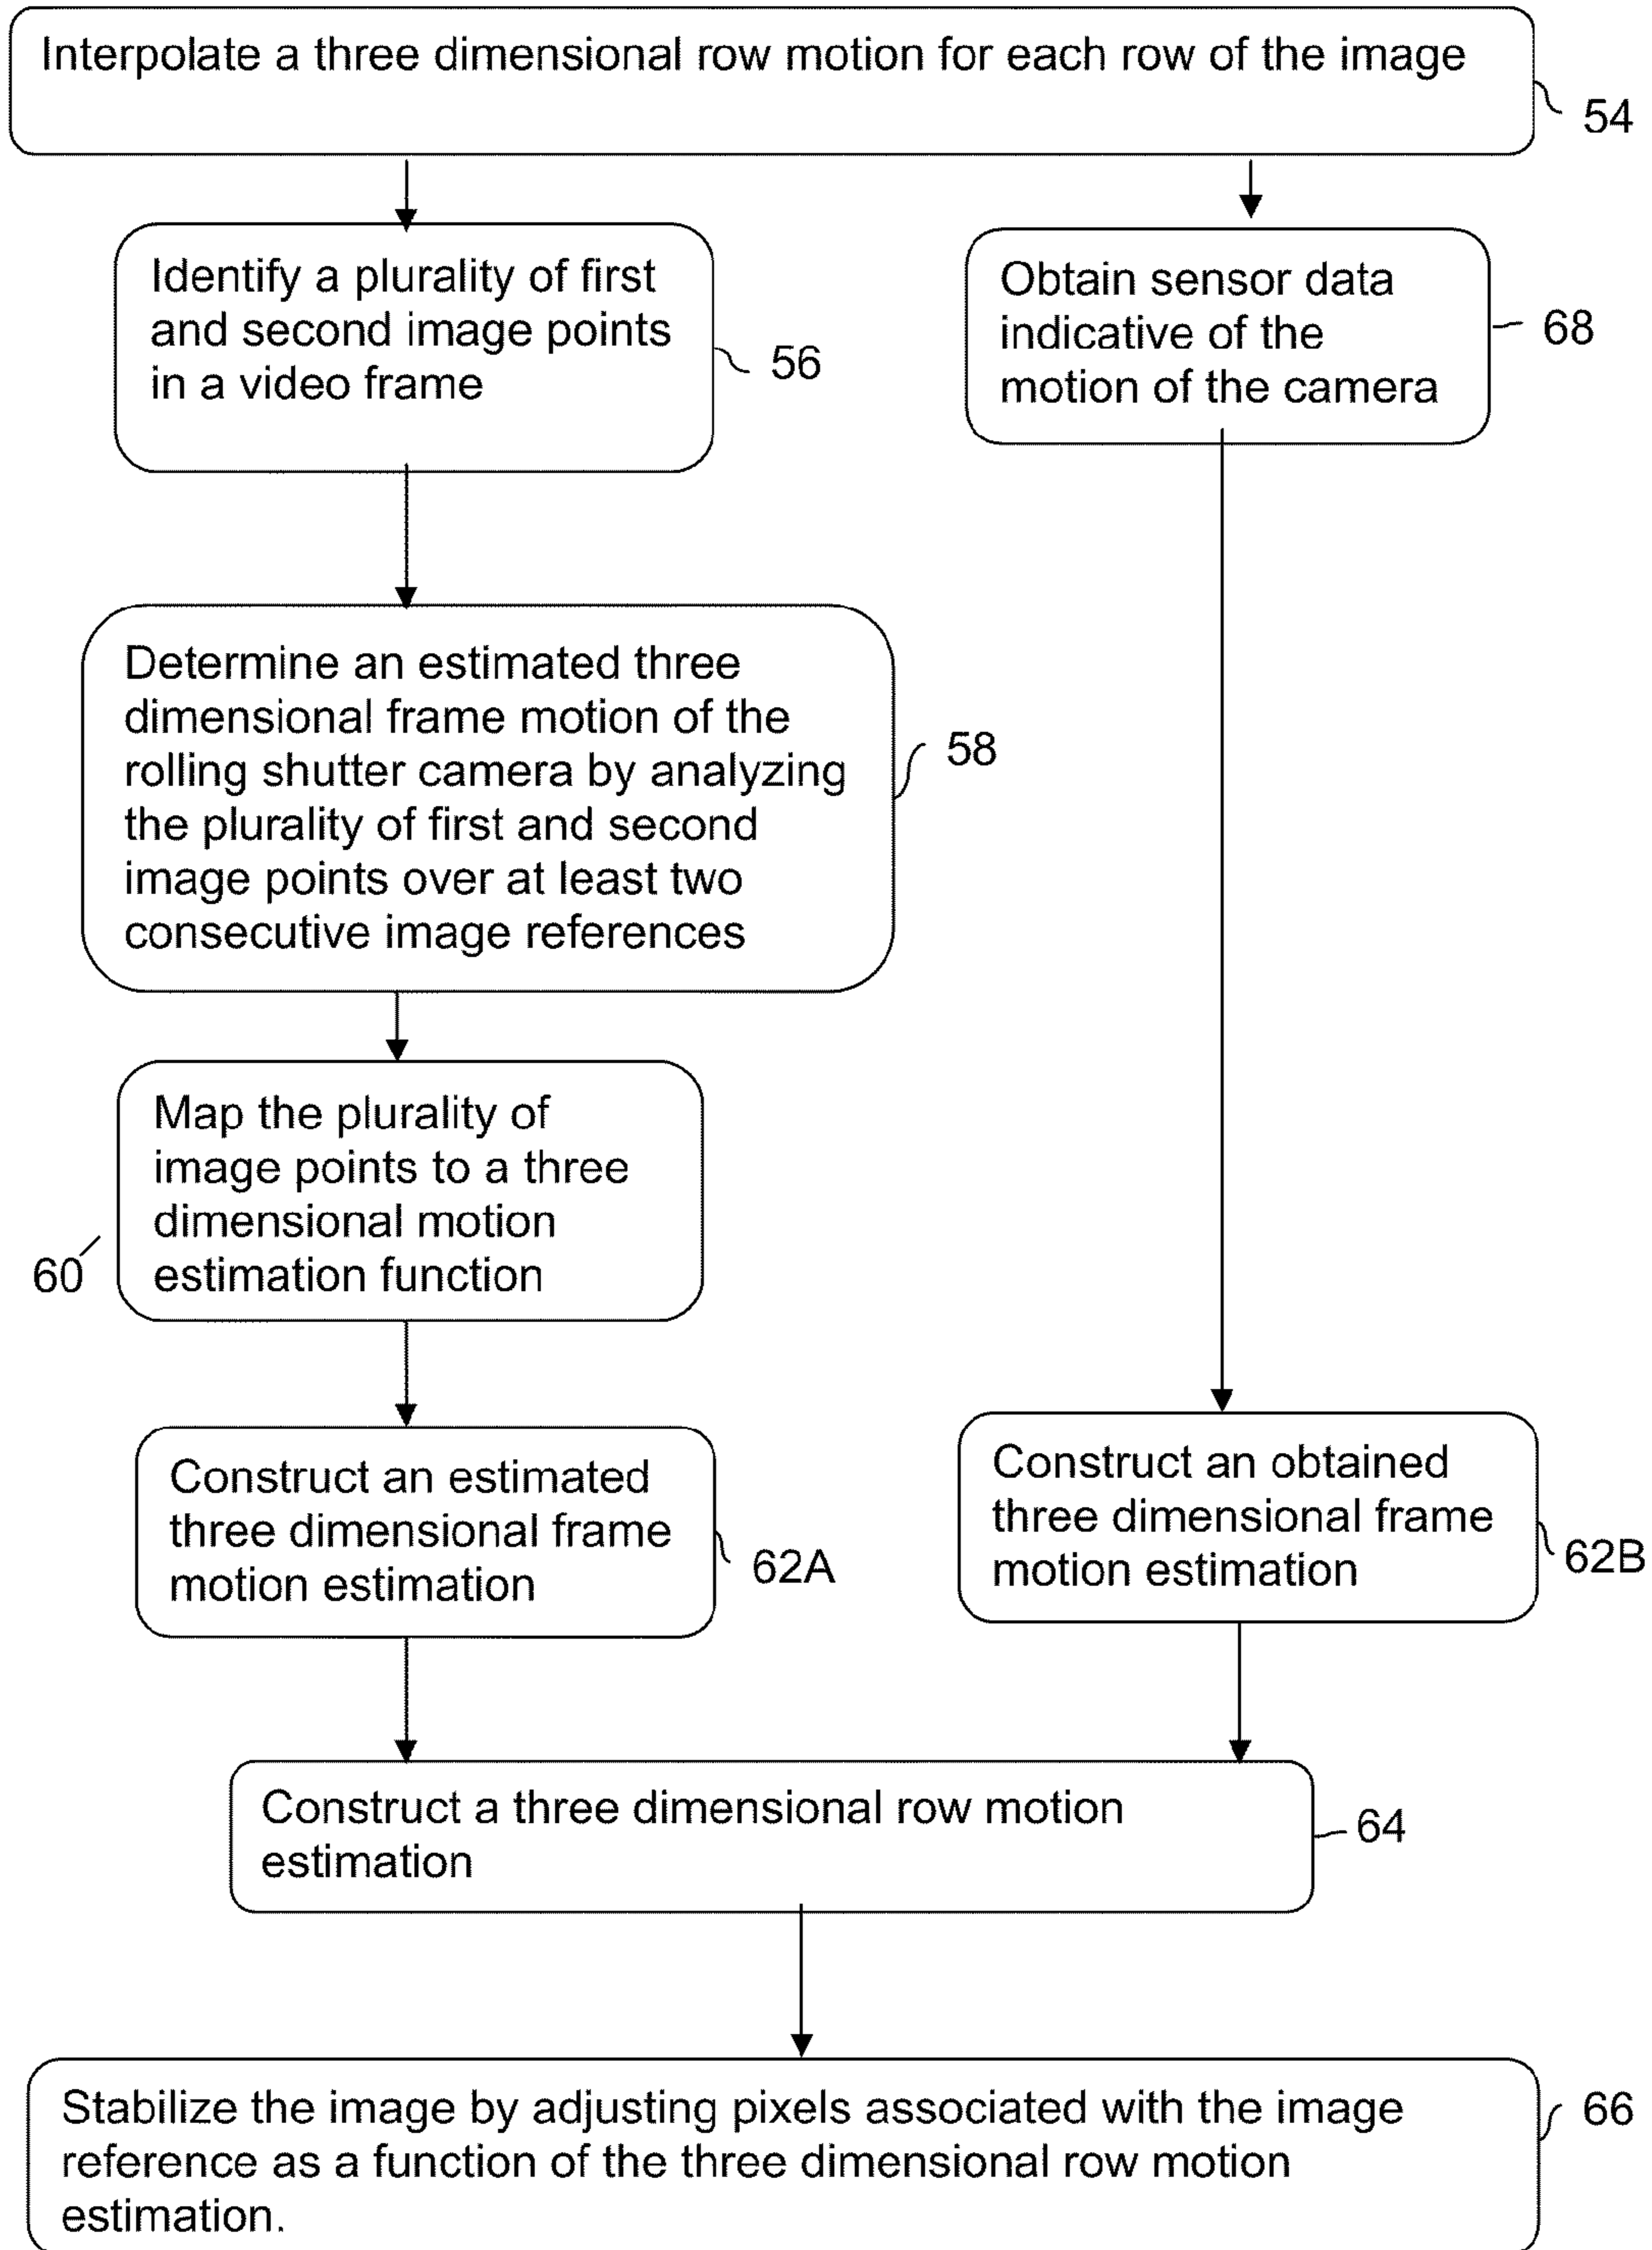 Interpolate a three dimensional row motion for each row of the image
54
Identify a plurality of first
and second image points
in a video frame
56
Obtain sensor data
indicative of the
motion of the camera
68
Determine an estimated three
dimensional frame motion of the
rolling shutter camera by analyzing
the plurality of first and second
image points over at least two
consecutive image references
58
Map the plurality of
image points to a three
dimensional motion
estimation function
60
Construct an estimated
three dimensional frame
motion estimation
62A
Construct an obtained
three dimensional frame
motion estimation
62B
Construct a three dimensional row motion
estimation
64
Stabilize the image by adjusting pixels associated with the image
reference as a function of the three dimensional row motion
estimation.
66